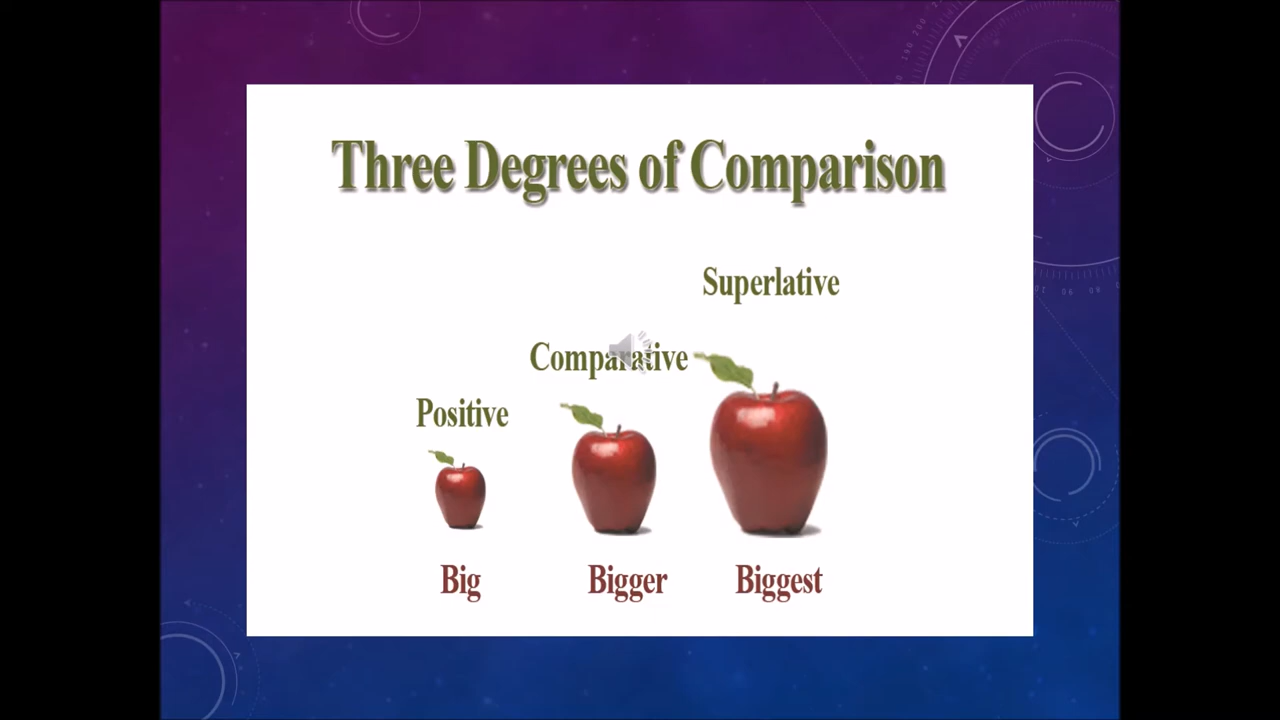 Three Degrees of Comparison
Superlative
Comparative
Positive
Big Bigger Biggest